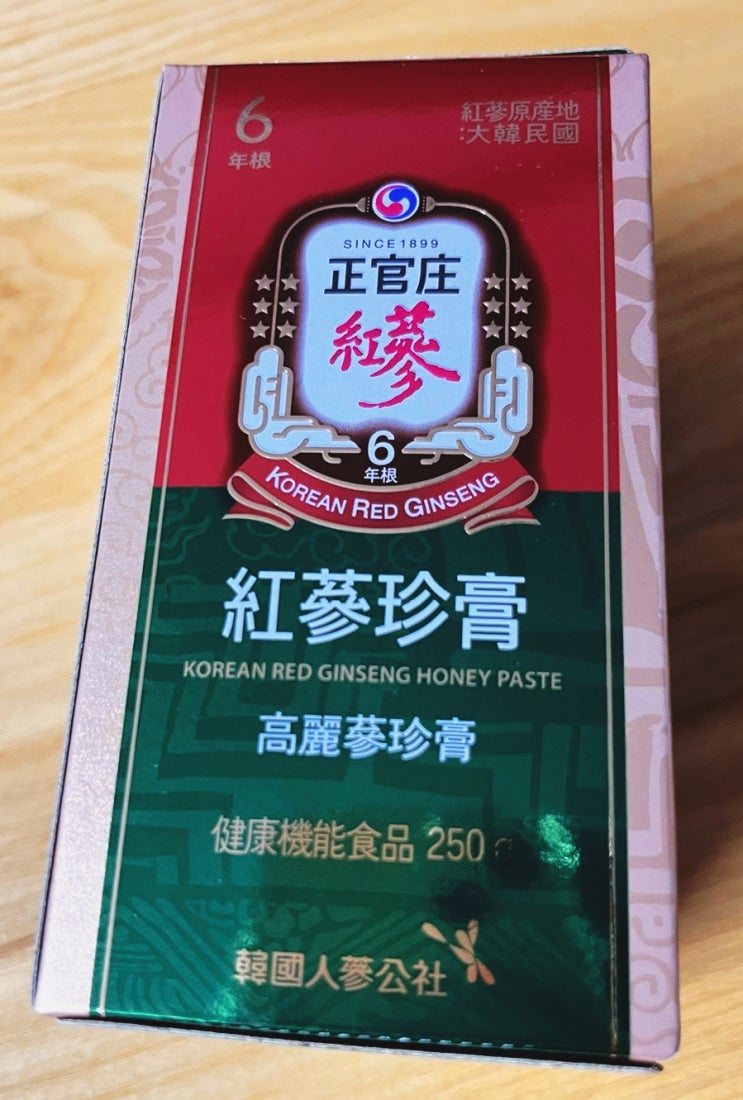 6
年根
紅蔘原産地
:大韓民國
SINCE 1899
正官庄
紅蔘
6
年根
KOREAN RED GINSENG
紅蔘珍膏
KOREAN RED GINSENG HONEY PASTE
高麗蔘珍膏
健康機能食品 250 g
韓國人蔘公社